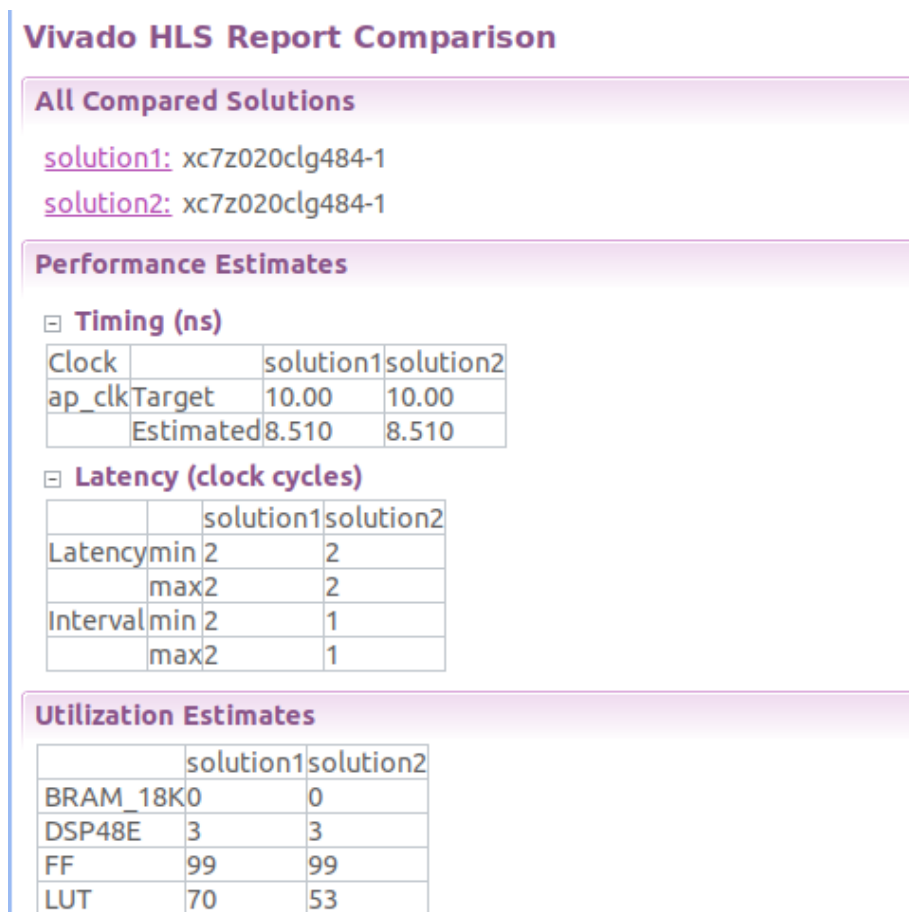 Vivado HLS Report Comparison
All Compared Solutions
solution1: xc7z020clg484-1
solution2: xc7z020clg484-1
Performance Estimates
Timing (ns)
Clock solution1 solution2
ap_clk Target 10.00 10.00
Estimated 8.510 8.510
Latency (clock cycles)
solution1 solution2
Latency min 2 2
max 2 2
Interval min 2 1
max 2 1
Utilization Estimates
solution1 solution2
BRAM_18K 0 0
DSP48E 3 3
FF 99 99
LUT 70 53